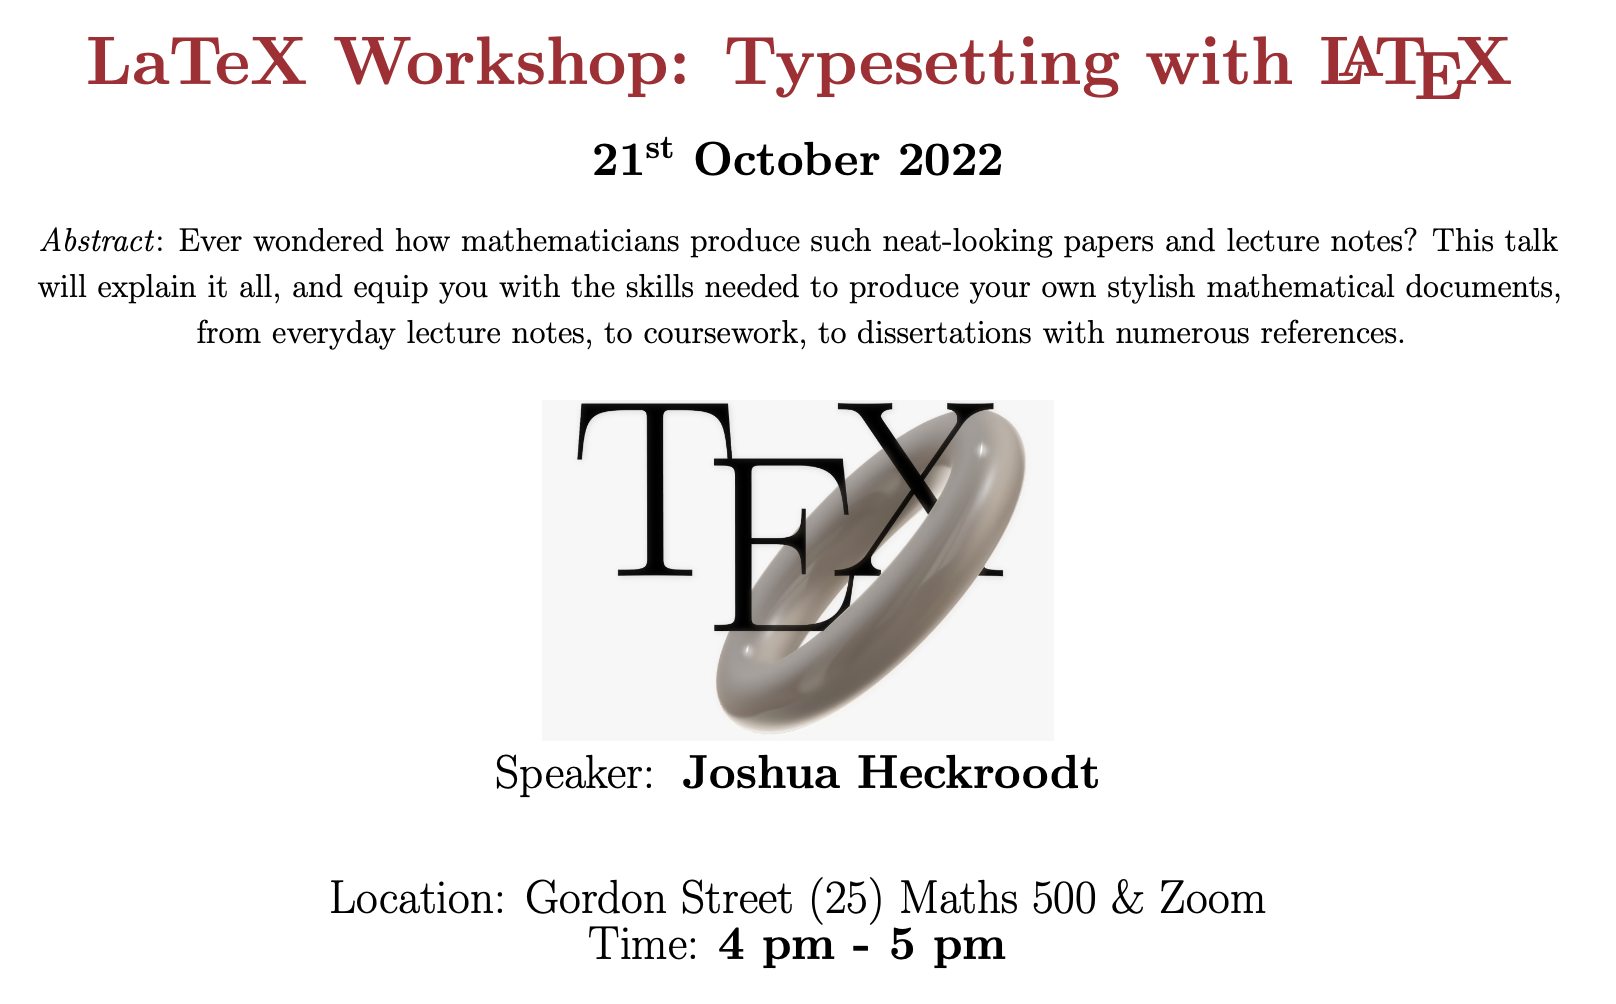 LaTeX Workshop: Typesetting with LATEX
21st October 2022
Abstract: Ever wondered how mathematicians produce such neat-looking papers and lecture notes? This talk
will explain it all, and equip you with the skills needed to produce your own stylish mathematical documents,
from everyday lecture notes, to coursework, to dissertations with numerous references.
TEX
Speaker: Joshua Heckroodt
Location: Gordon Street (25) Maths 500 & Zoom
Time: 4 pm - 5 pm